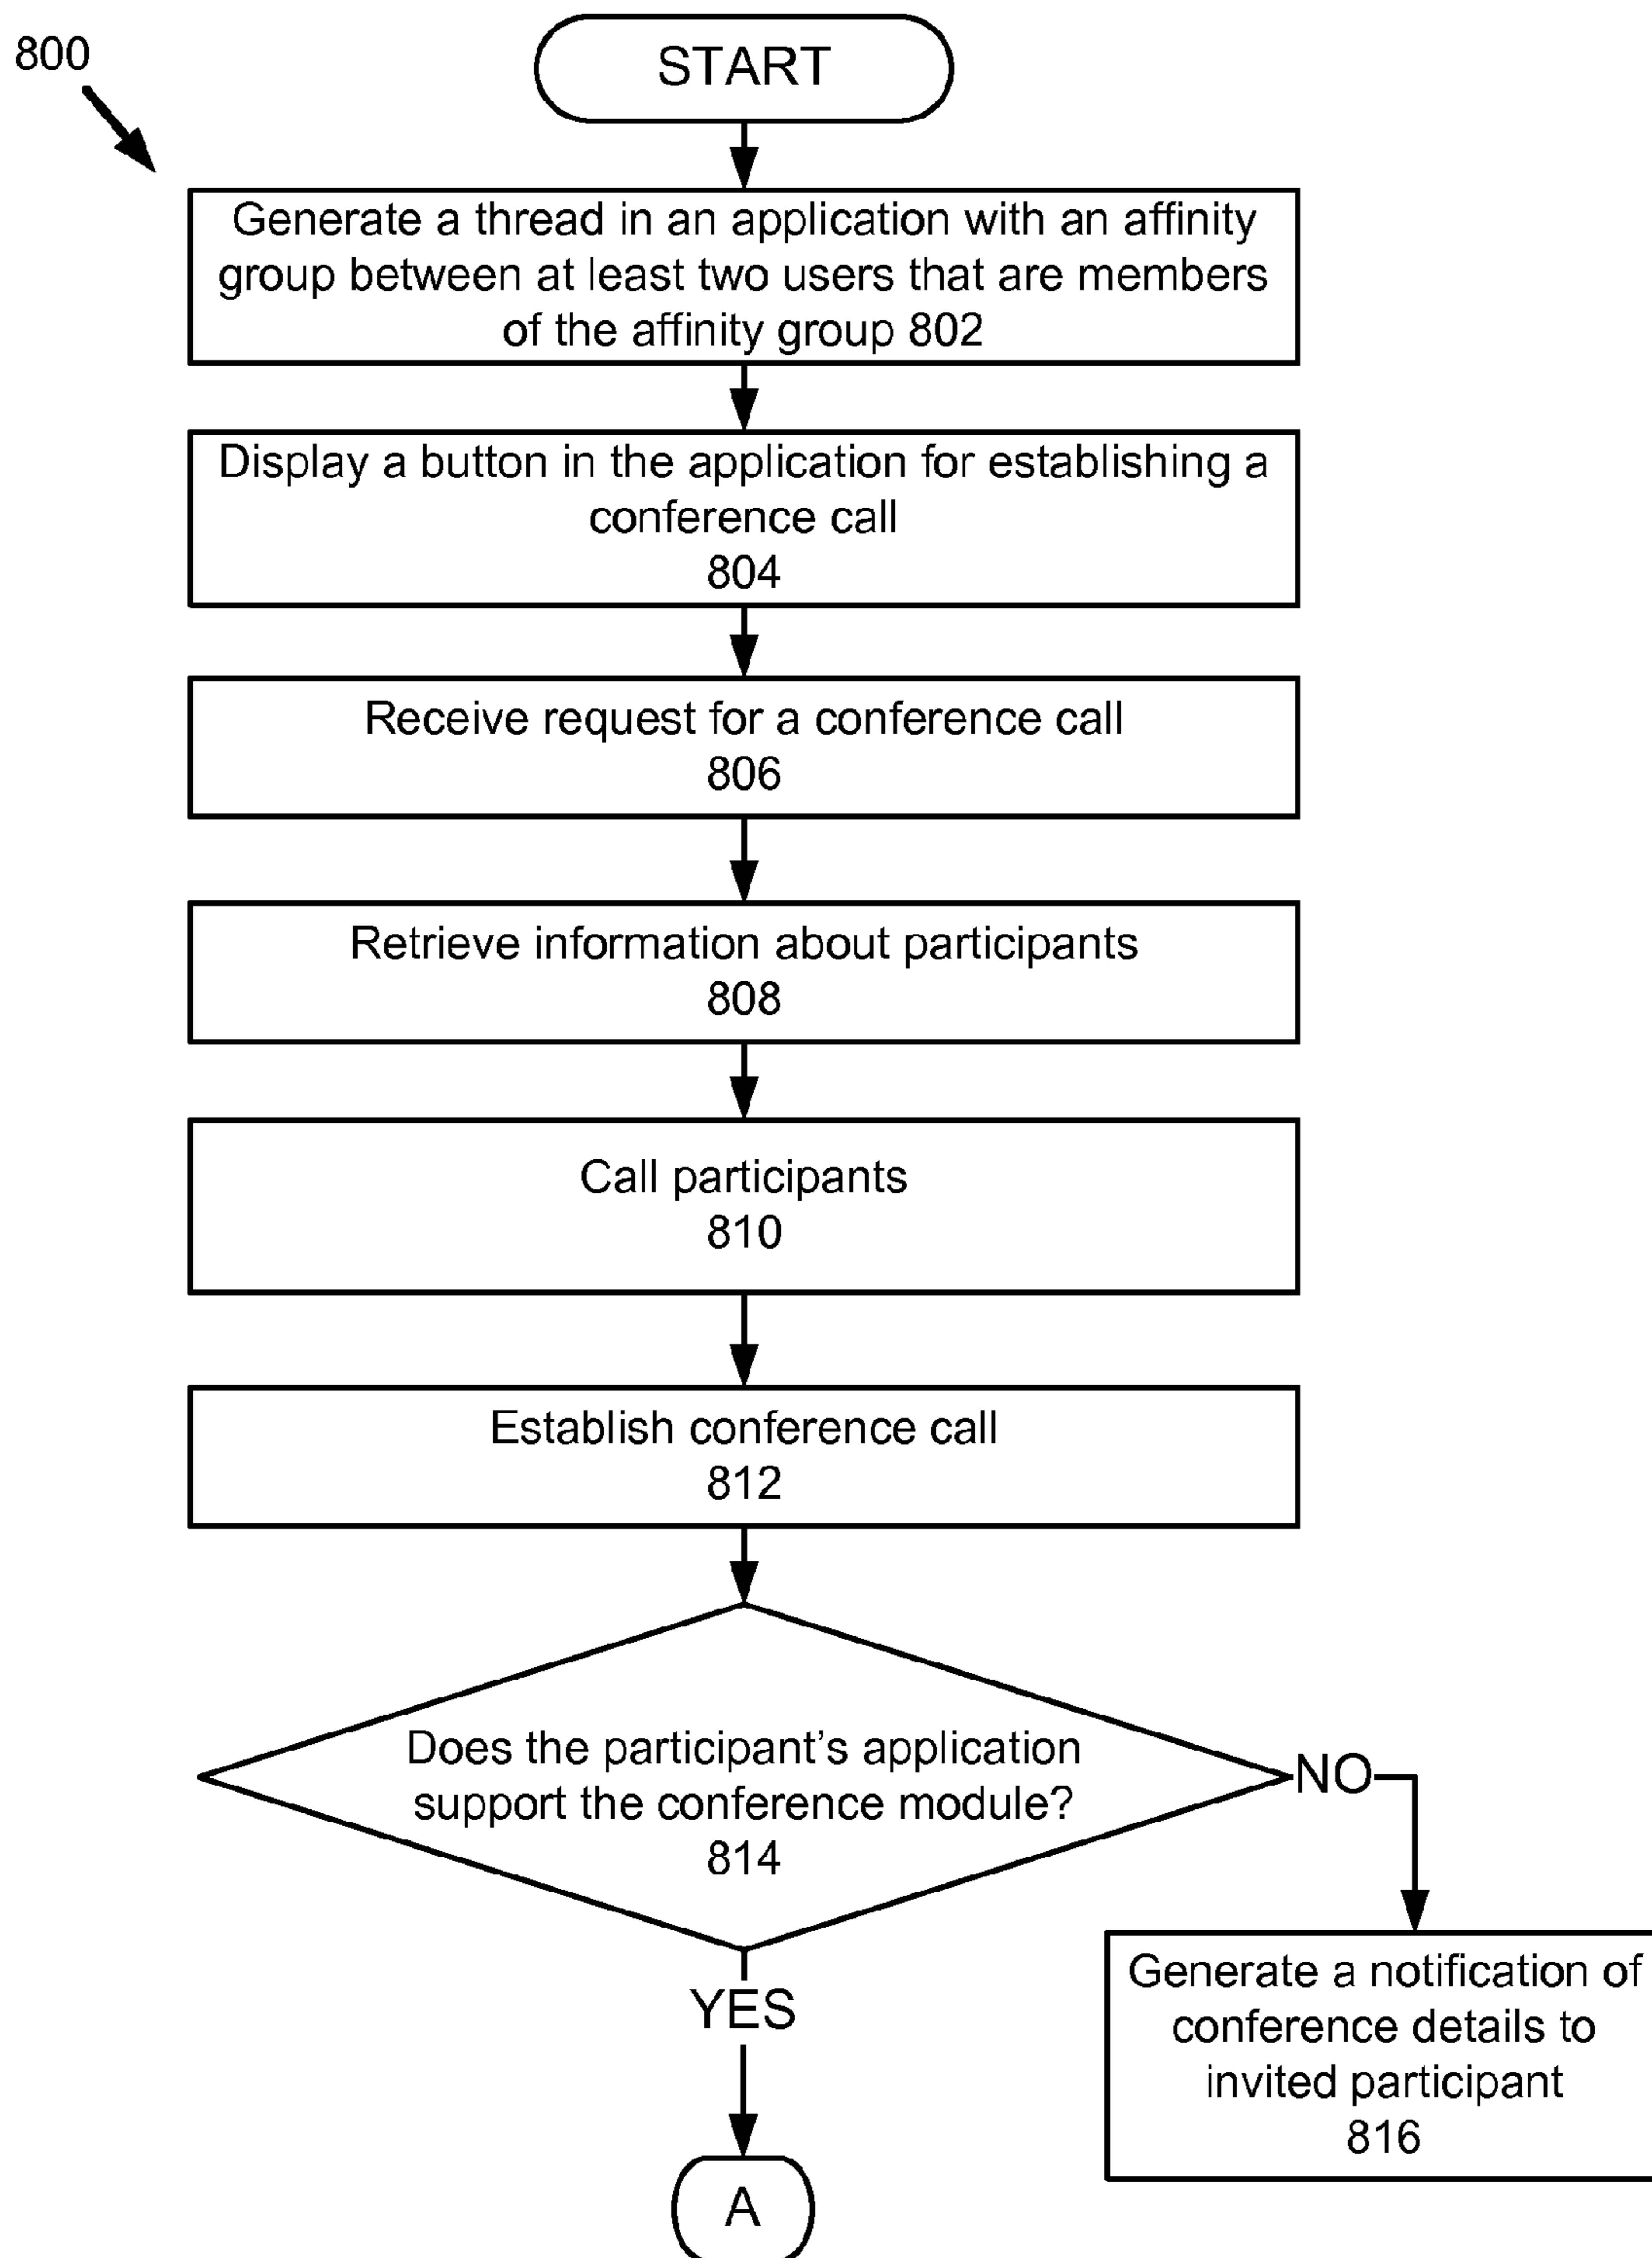 800
START
Generate a thread in an application with an affinity
group between at least two users that are members
of the affinity group 802
Display a button in the application for establishing a
conference call
804
Receive request for a conference call
806
Retrieve information about participants
808
Call participants
810
Establish conference call
812
Does the participant’s application
support the conference module?
814
NO
YES
Generate a notification of
conference details to
invited participant
816
A